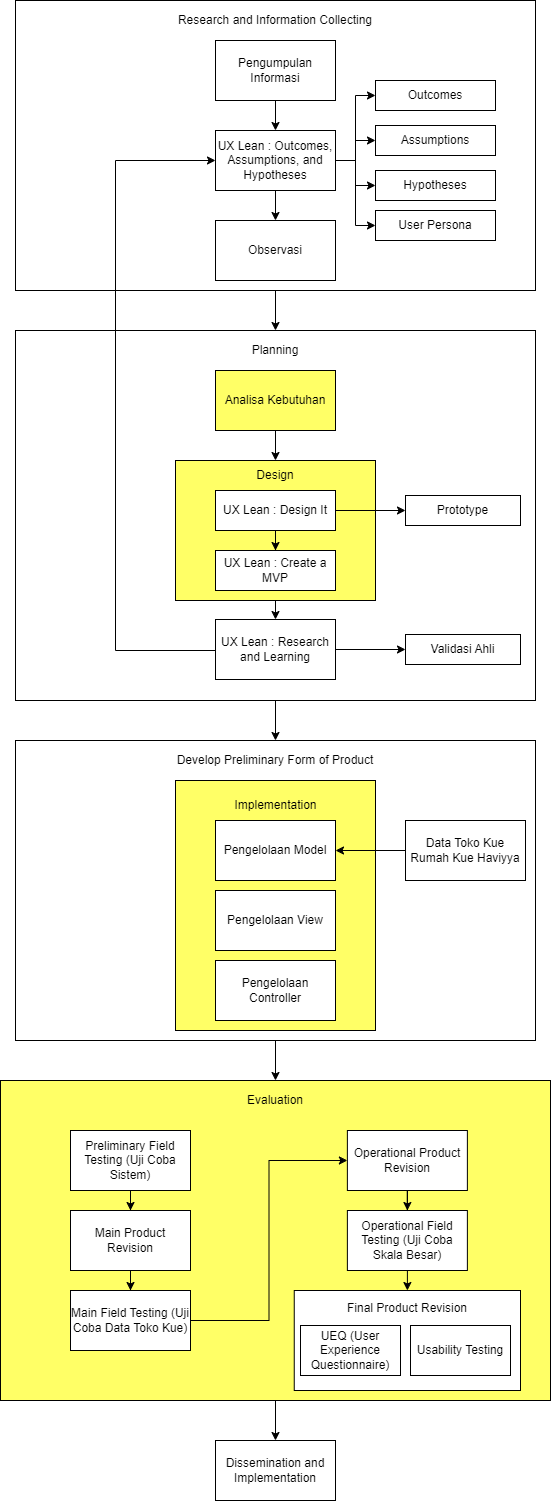 Research and Information Collecting
Pengumpulan
Informasi
UX Lean : Outcomes,
Assumptions, and
Hypotheses
Outcomes
Assumptions
Hypotheses
User Persona
Observasi
Planning
Analisa Kebutuhan
Design
UX Lean : Design It
Prototype
UX Lean : Create a
MVP
UX Lean : Research
and Learning
Validasi Ahli
Develop Preliminary Form of Product
Implementation
Pengelolaan Model
Data Toko Kue
Rumah Kue Haviyya
Pengelolaan View
Pengelolaan
Controller
Evaluation
Preliminary Field
Testing (Uji Coba
Sistem)
Main Product
Revision
Main Field Testing (Uji
Coba Data Toko Kue)
Operational Product
Revision
Operational Field
Testing (Uji Coba
Skala Besar)
Final Product Revision
UEQ (User
Experience
Questionnaire)
Usability Testing
Dissemination and
Implementation